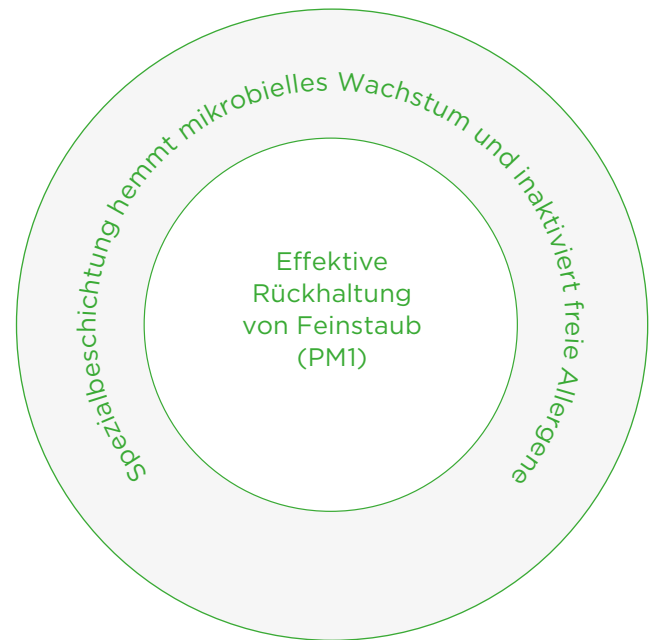 Spezialbeschichtung hemmt mikrobielles Wachstum und inaktiviert freie Allergene
Effektive
Rückhaltung
von Feinstaub
(PM1)